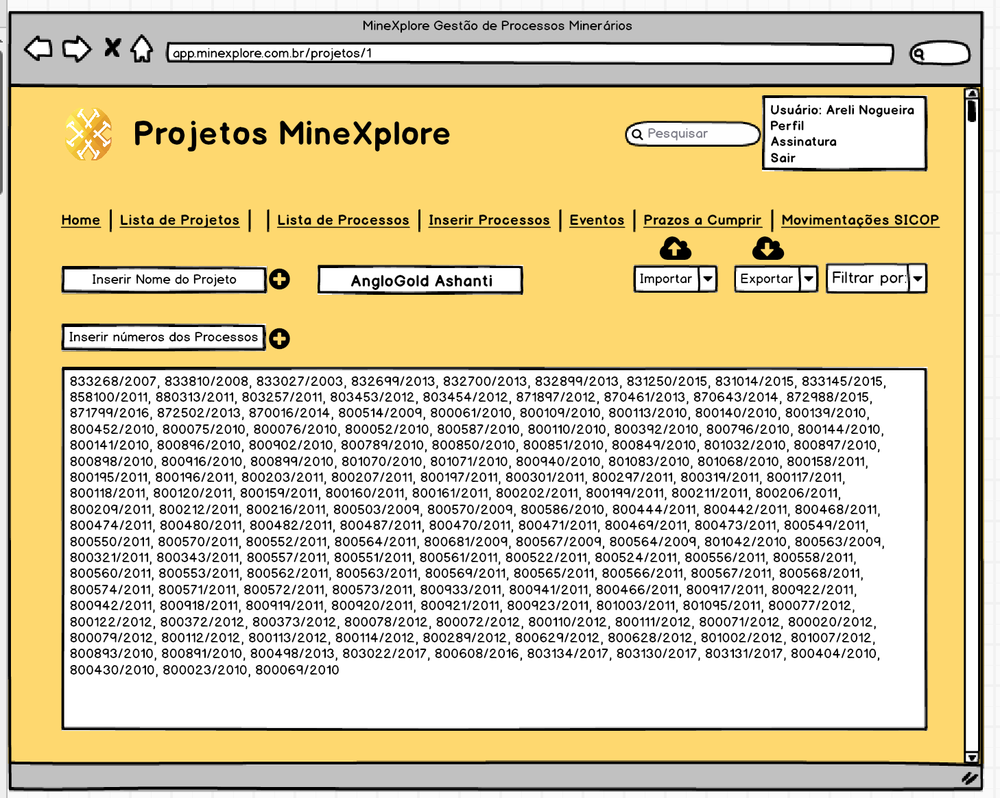 MineXplore Gestão de Processos Minerários
app.minexplore.com.br/projetos/1
Projetos MineXplore
Pesquisar
Usuário: Areli Nogueira
Perfil
Assinatura
Sair
Home | Lista de Projetos | | Lista de Processos | Inserir Processos | Eventos | Prazos a Cumprir | Movimentações SICOP
Inserir Nome do Projeto
AngloGold Ashanti
Importar
Exportar
Filtrar por:
Inserir números dos Processos
833268/2007, 833810/2008, 833027/2003, 832699/2013, 832700/2013, 832899/2013, 831250/2015, 831014/2015, 833145/2015,
858100/2011, 880313/2011, 803257/2011, 803453/2012, 803454/2012, 871897/2012, 870461/2013, 870643/2014, 872988/2015,
871799/2016, 872502/2013, 870016/2014, 800514/2009, 800061/2010, 800109/2010, 800113/2010, 800140/2010, 800139/2010,
800452/2010, 800075/2010, 800076/2010, 800052/2010, 800587/2010, 800110/2010, 800392/2010, 800796/2010, 800144/2010,
800141/2010, 800896/2010, 800902/2010, 800789/2010, 800850/2010, 800851/2010, 800849/2010, 801032/2010, 800897/2010,
800898/2010, 800916/2010, 800899/2010, 801070/2010, 801071/2010, 800940/2010, 801083/2010, 801068/2010, 800158/2011,
800195/2011, 800196/2011, 800203/2011, 800207/2011, 800197/2011, 800301/2011, 800297/2011, 800319/2011, 800117/2011,
800118/2011, 800120/2011, 800159/2011, 800160/2011, 800161/2011, 800202/2011, 800199/2011, 800211/2011, 800206/2011,
800209/2011, 800212/2011, 800216/2011, 800503/2009, 800570/2009, 800586/2010, 800444/2011, 800442/2011, 800468/2011,
800474/2011, 800480/2011, 800482/2011, 800487/2011, 800470/2011, 800471/2011, 800469/2011, 800473/2011, 800549/2011,
800550/2011, 800570/2011, 800552/2011, 800564/2011, 800681/2009, 800567/2009, 800564/2009, 801042/2010, 800563/2009,
800321/2011, 800343/2011, 800557/2011, 800551/2011, 800561/2011, 800522/2011, 800524/2011, 800556/2011, 800558/2011,
800560/2011, 800553/2011, 800562/2011, 800563/2011, 800569/2011, 800565/2011, 800566/2011, 800567/2011, 800568/2011,
800574/2011, 800571/2011, 800572/2011, 800573/2011, 800933/2011, 800941/2011, 800466/2011, 800917/2011, 800922/2011,
800942/2011, 800918/2011, 800919/2011, 800920/2011, 800921/2011, 800923/2011, 801003/2011, 801095/2011, 800077/2012,
800122/2012, 800372/2012, 800373/2012, 800078/2012, 800072/2012, 800110/2012, 800111/2012, 800071/2012, 800020/2012,
800079/2012, 800112/2012, 800113/2012, 800114/2012, 800289/2012, 800629/2012, 800628/2012, 801002/2012, 801007/2012,
800893/2010, 800891/2010, 800498/2013, 803022/2017, 800608/2016, 803134/2017, 803130/2017, 803131/2017, 800404/2010,
800430/2010, 800023/2010, 800069/2010